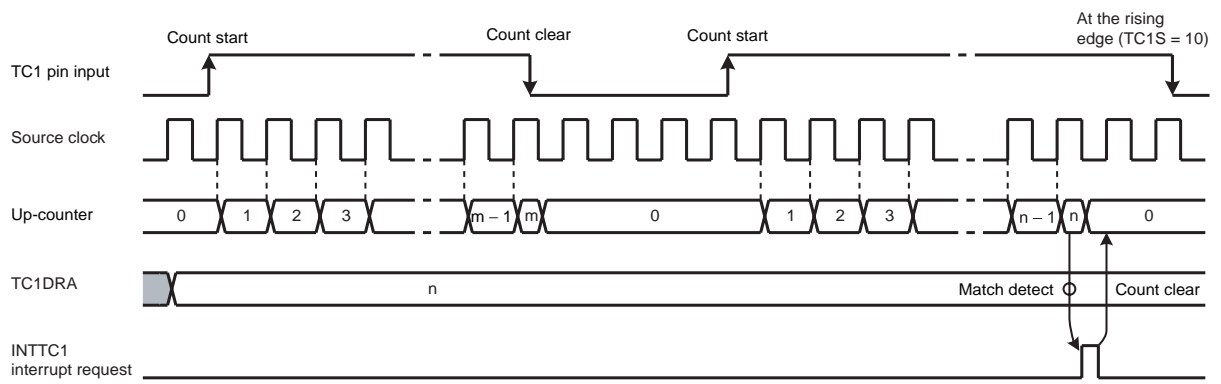 At the rising
edge (TC1S = 10)
Count start
Count clear
Count start
TC1 pin input
Source clock
Up-counter
0 1 2 3 m – 1 m 0 1 2 3 n – 1 n 0
TC1DRA
n
Match detect
Count clear
INTTC1
interrupt request